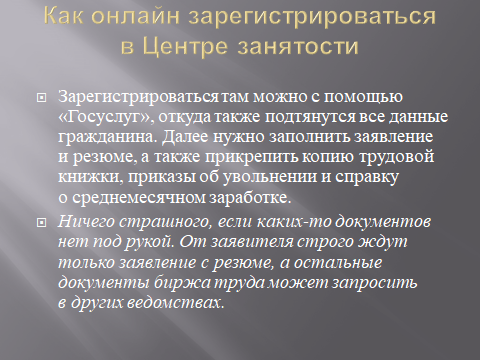 Как онлайн зарегистрироваться
в Центре занятости
Зарегистрироваться там можно с помощью
«Госуслуг», откуда также подтянутся все данные
гражданина. Далее нужно заполнить заявление
и резюме, а также прикрепить копию трудовой
книжки, приказы об увольнении и справку
о среднемесячном заработке.
Ничего страшного, если каких-то документов
нет под рукой. От заявителя строго ждут
только заявление с резюме, а остальные
документы биржа труда может запросить
в других ведомствах.